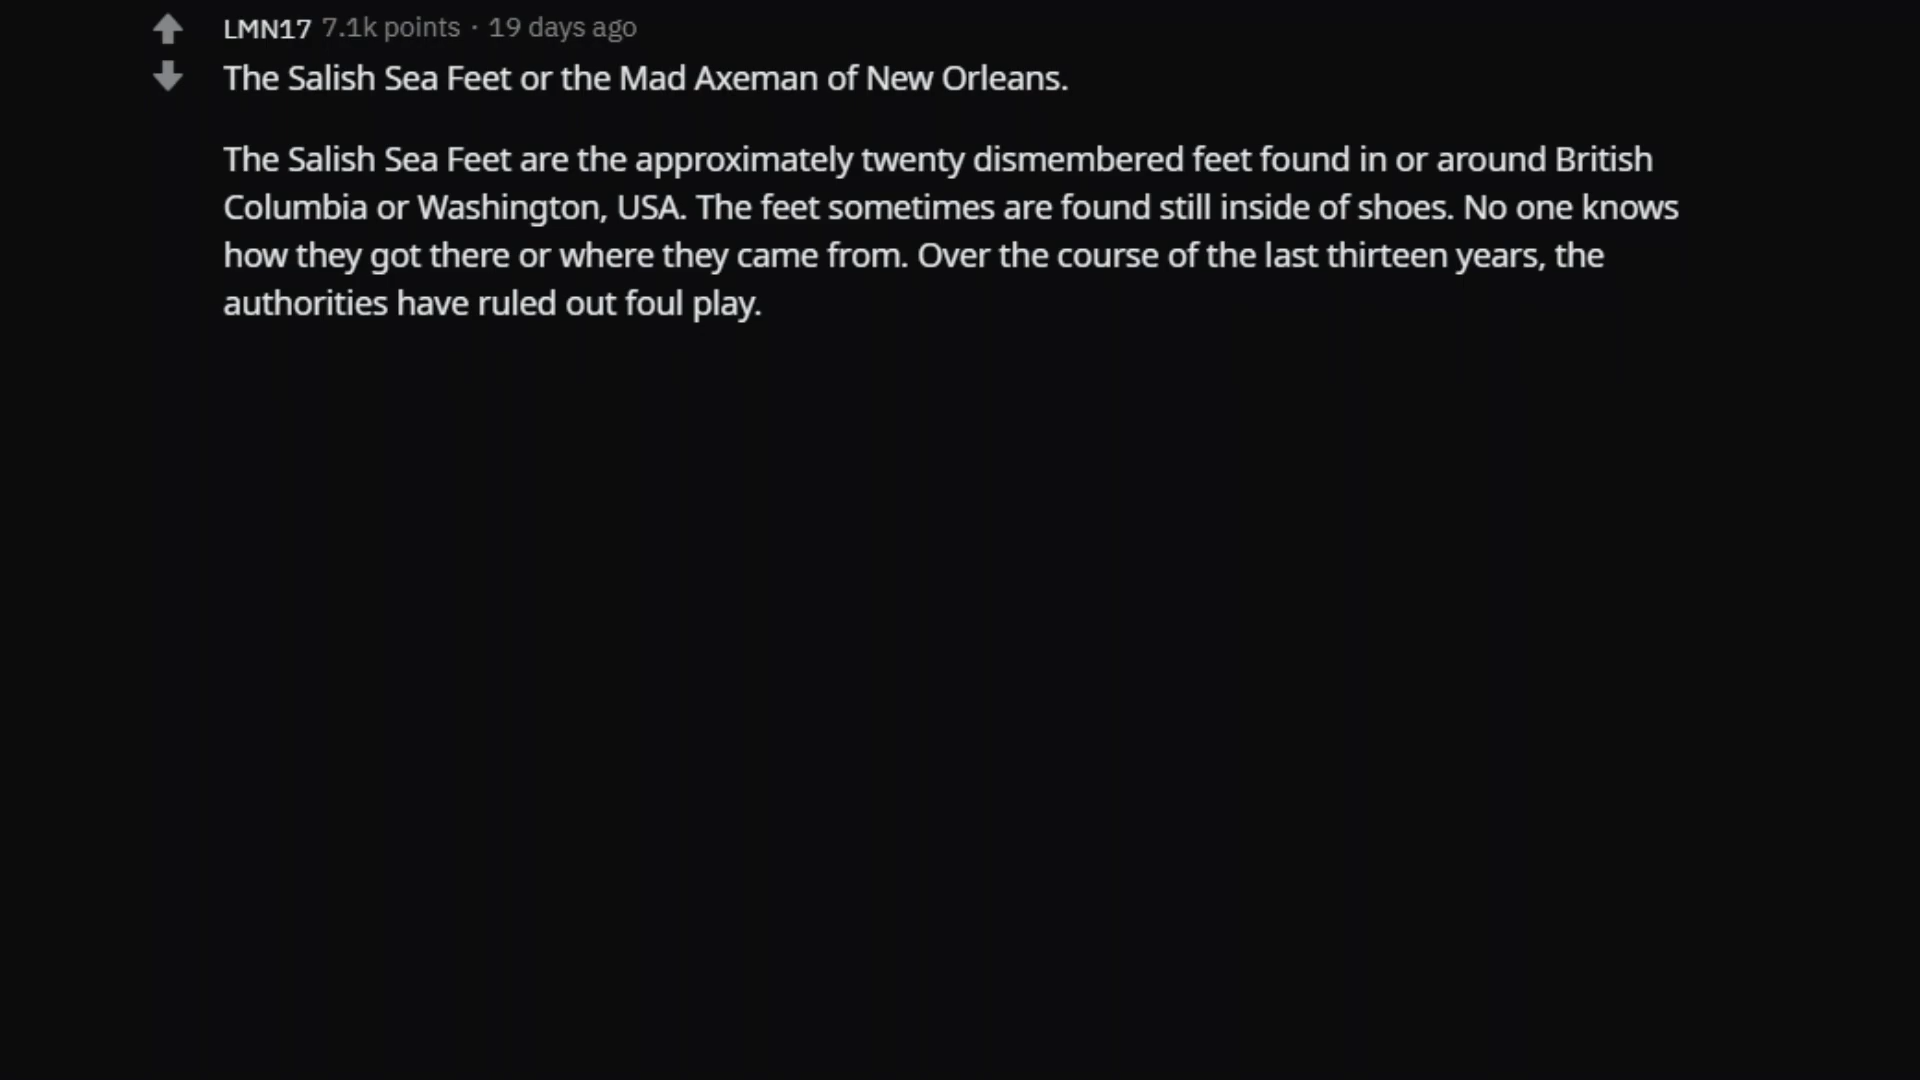 LMN17 7.1k points · 19 days ago
The Salish Sea Feet or the Mad Axeman of New Orleans.
The Salish Sea Feet are the approximately twenty dismembered feet found in or around British
Columbia or Washington, USA. The feet sometimes are found still inside of shoes. No one knows
how they got there or where they came from. Over the course of the last thirteen years, the
authorities have ruled out foul play.